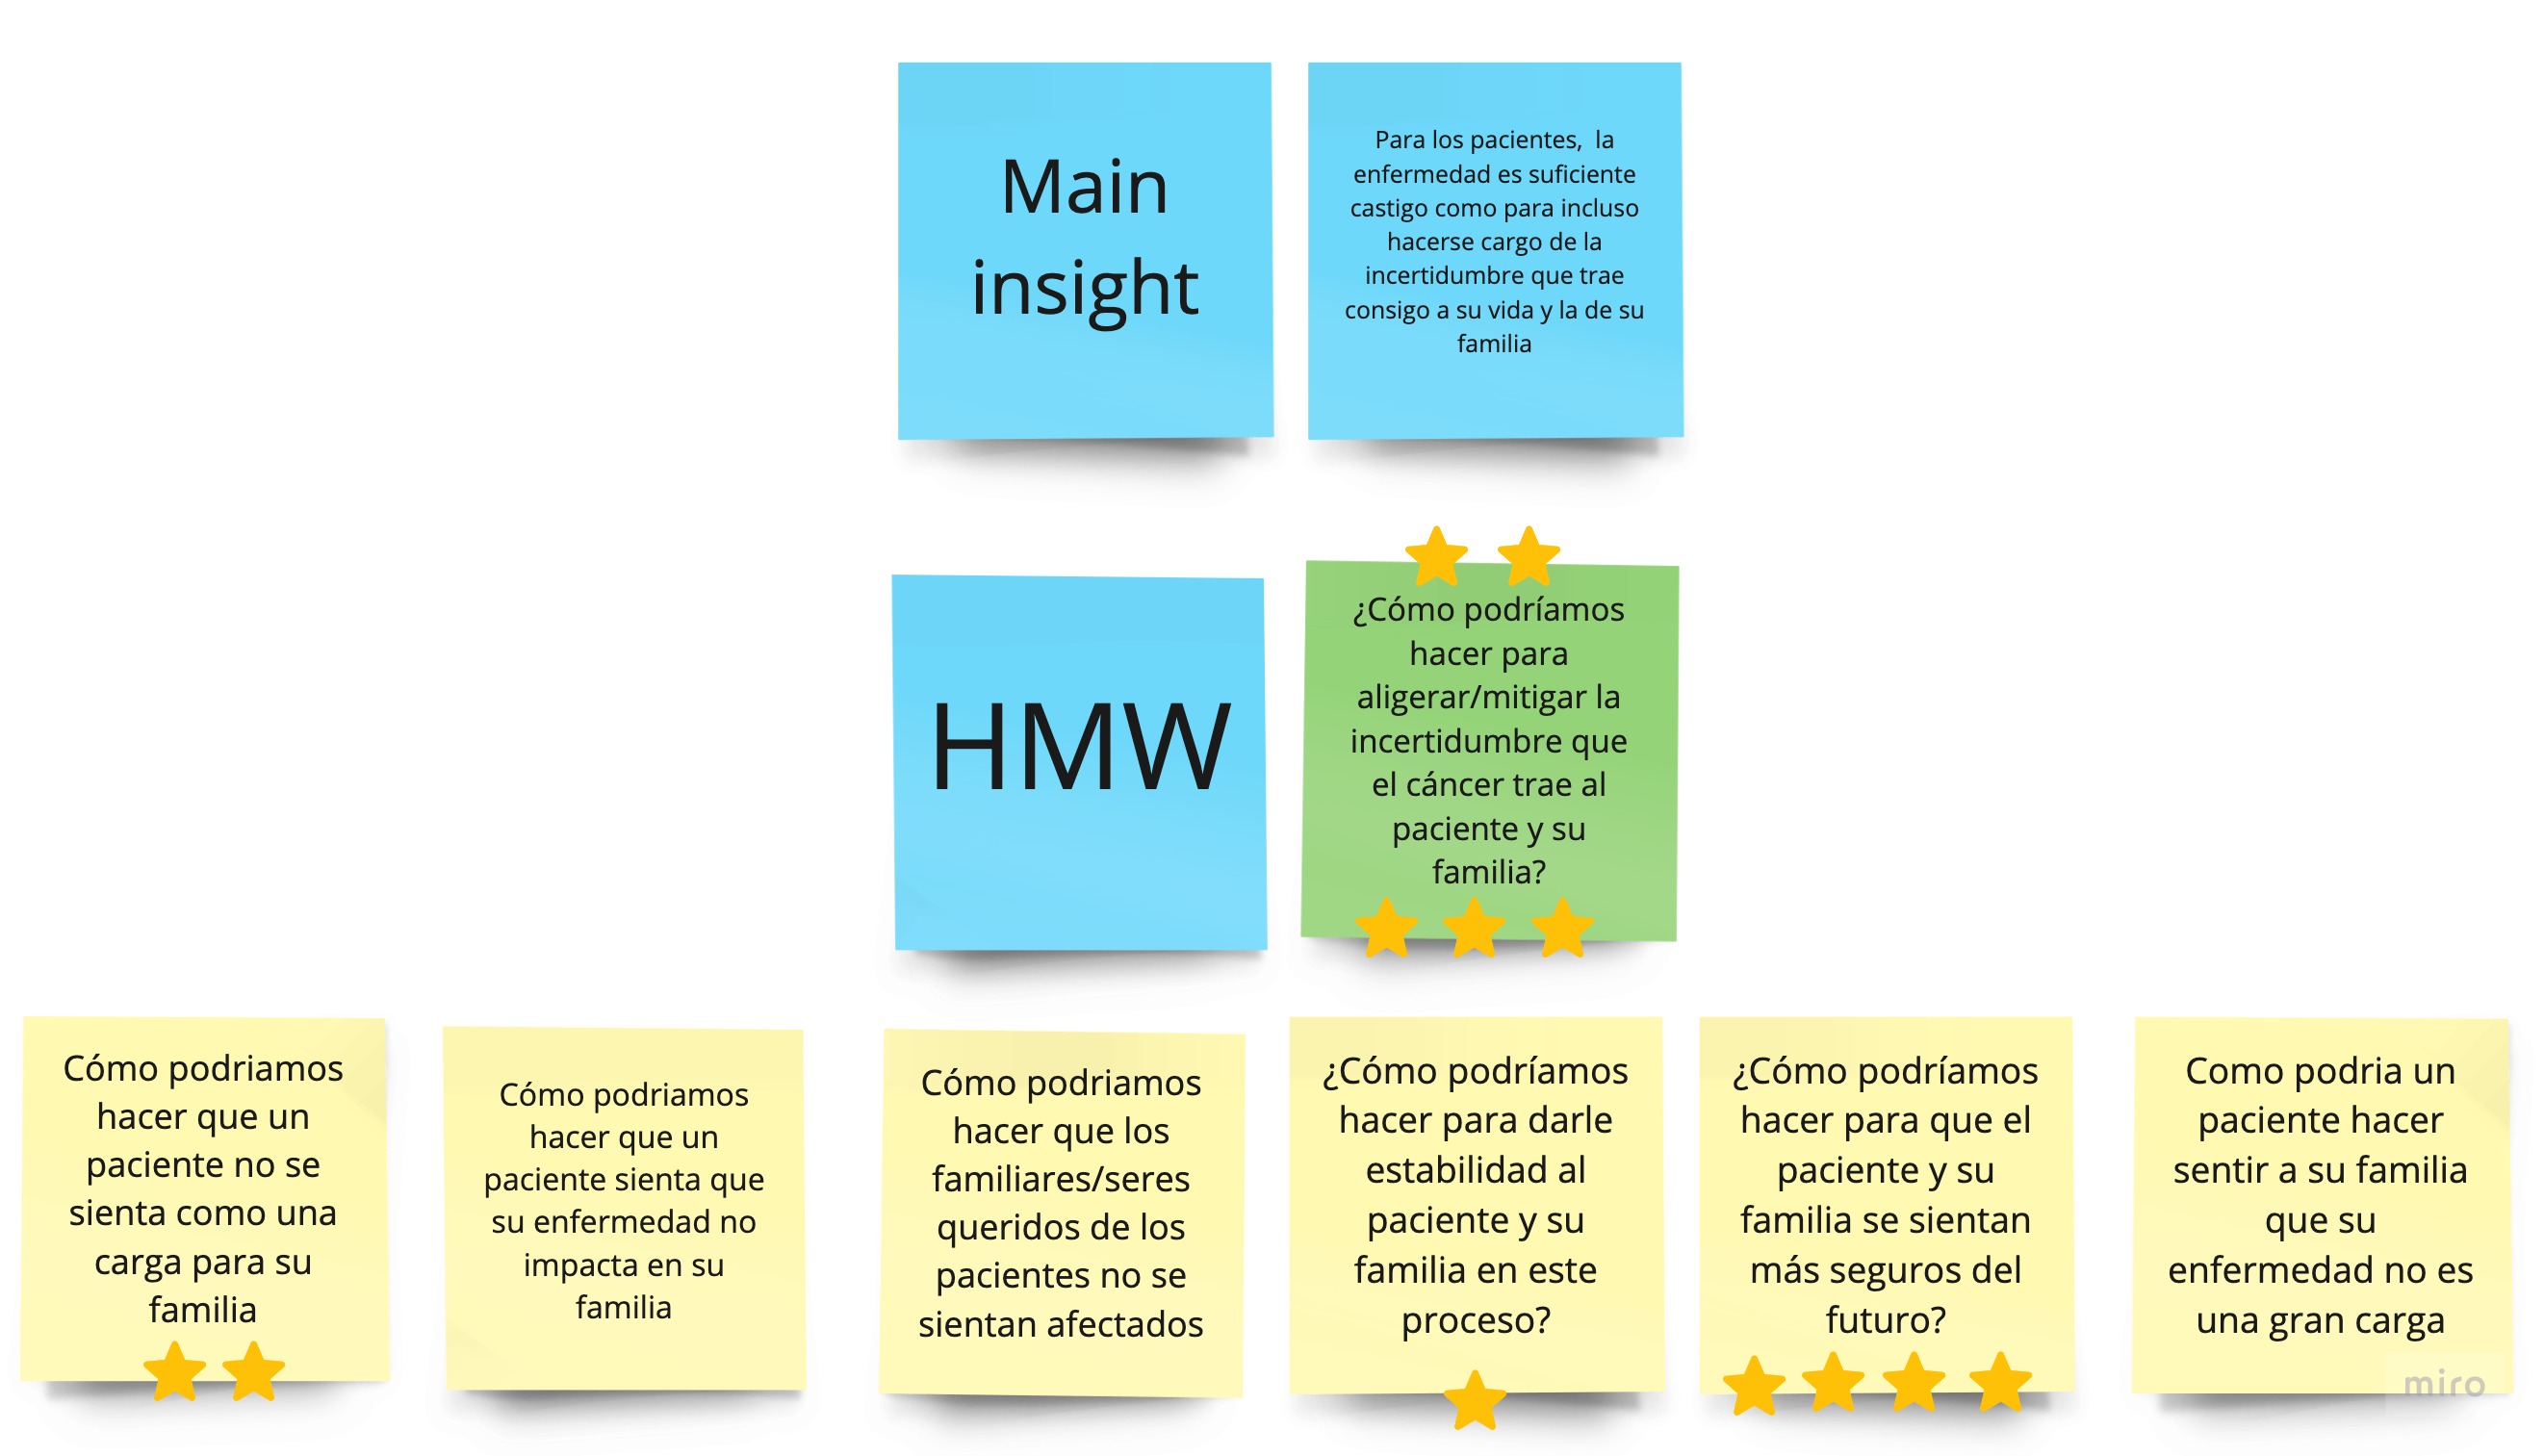 Main
insight
Para los pacientes,  la
enfermedad es suficiente
castigo como para incluso
hacerse cargo de la
incertidumbre que trae
consigo a su vida y la de su
familia
HMW
¿Cómo podríamos
hacer para
aligerar/mitigar la
incertidumbre que
el cáncer trae al
paciente y su
familia?
Cómo podriamos
hacer que un
paciente no se
sienta como una
carga para su
familia
Cómo podriamos
hacer que un
paciente sienta que
su enfermedad no
impacta en su
familia
Cómo podriamos
hacer que los
familiares/seres
queridos de los
pacientes no se
sientan afectados
¿Cómo podríamos
hacer para darle
estabilidad al
paciente y su
familia en este
proceso?
¿Cómo podríamos
hacer para que el
paciente y su
familia se sientan
más seguros del
futuro?
Como podria un
paciente hacer
sentir a su familia
que su
enfermedad no es
una gran carga
miro